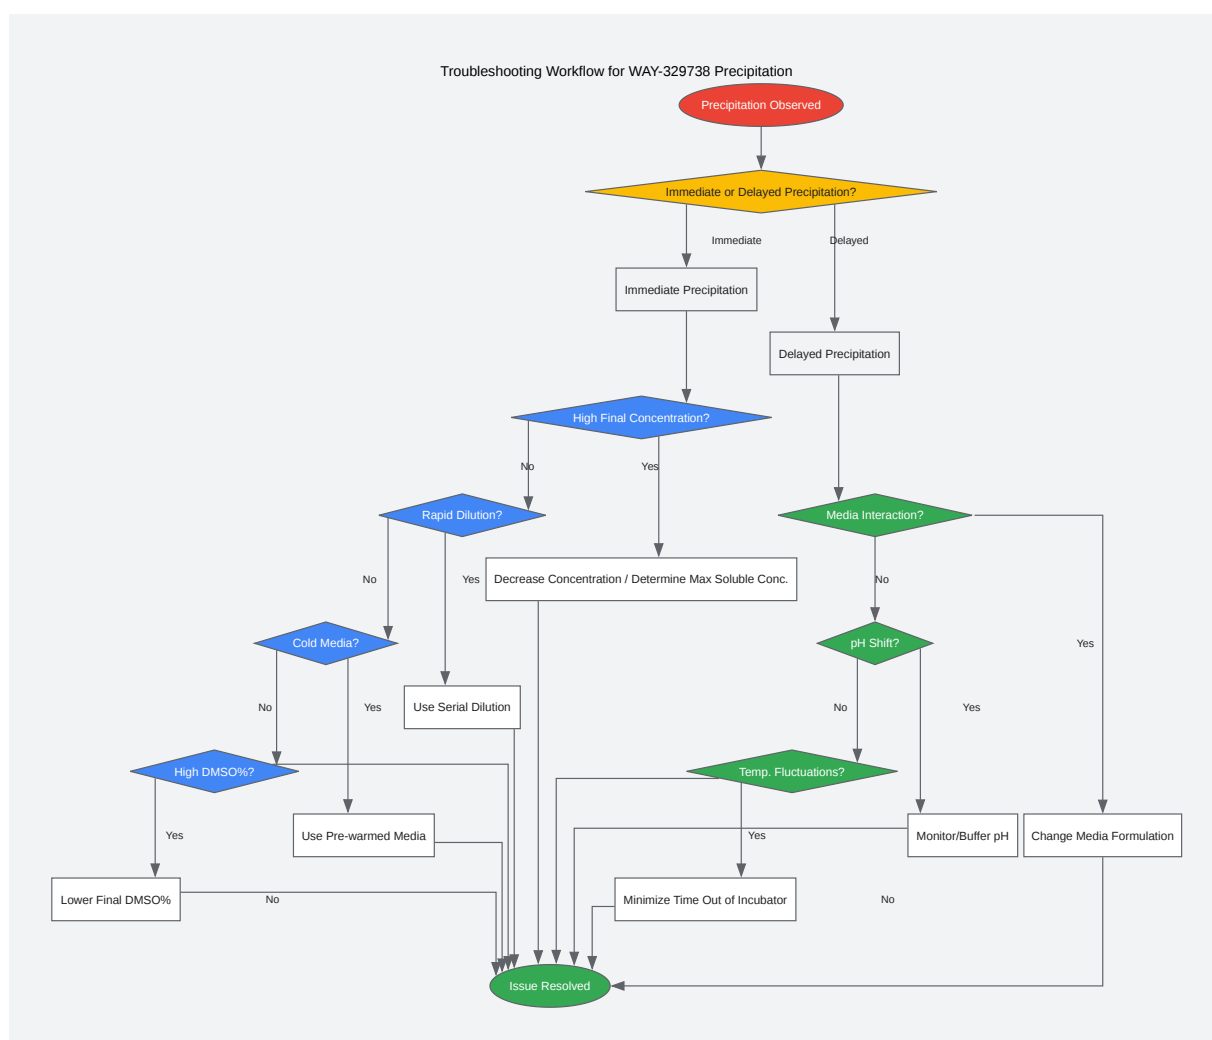 Troubleshooting Workflow for WAY-329738 Precipitation
Precipitation Observed
Immediate or Delayed Precipitation?
Immediate
Delayed
Immediate Precipitation
Delayed Precipitation
High Final Concentration?
No
Yes
Rapid Dilution?
Media Interaction?
No
Yes
Decrease Concentration / Determine Max Soluble Conc.
No
Cold Media?
pH Shift?
Yes
No
Yes
Use Serial Dilution
No
Yes
High DMSO%?
Temp. Fluctuations?
Yes
Use Pre-warmed Media
Yes
Monitor/Buffer pH
Change Media Formulation
Lower Final DMSO%
No
Minimize Time Out of Incubator
No
Issue Resolved